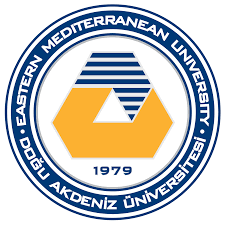 EASTERN MEDITERRANEAN UNIVERSITY
1979
DOĞU AKDENİZ ÜNİVERSİTESİ